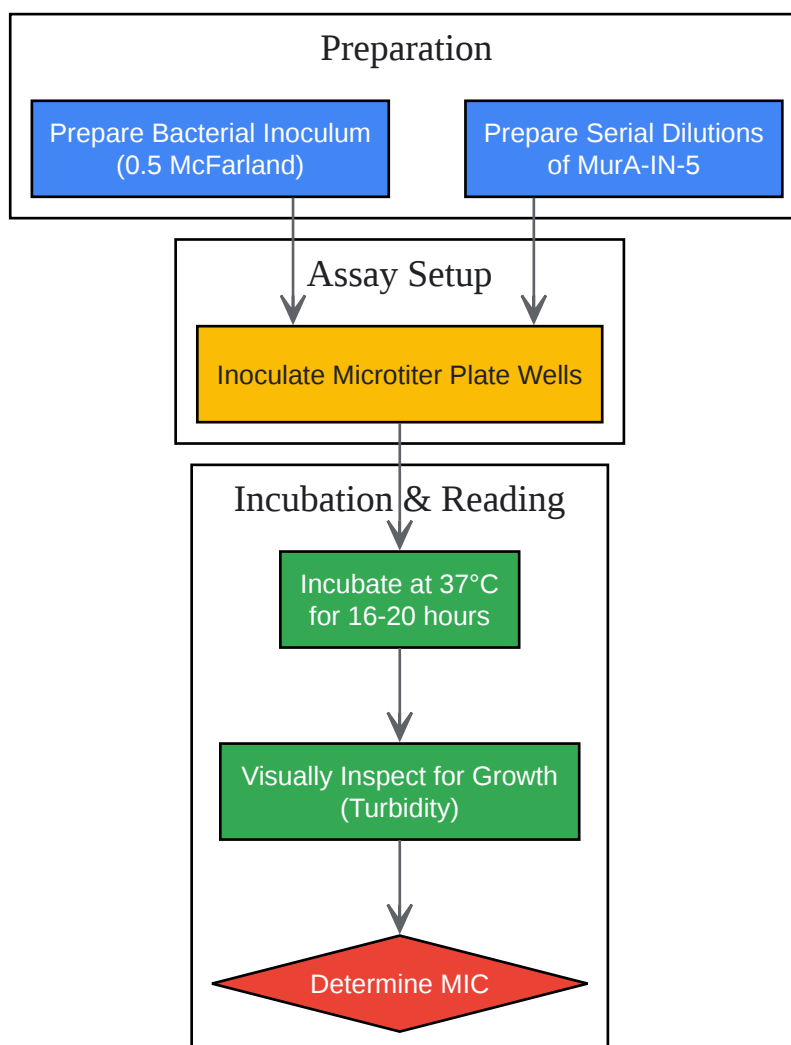 Preparation
Prepare Bacterial Inoculum
(0.5 McFarland)
Prepare Serial Dilutions
of MurA-IN-5
Assay Setup
Inoculate Microtiter Plate Wells
Incubation & Reading
Incubate at 37°C
for 16-20 hours
Visually Inspect for Growth
(Turbidity)
Determine MIC